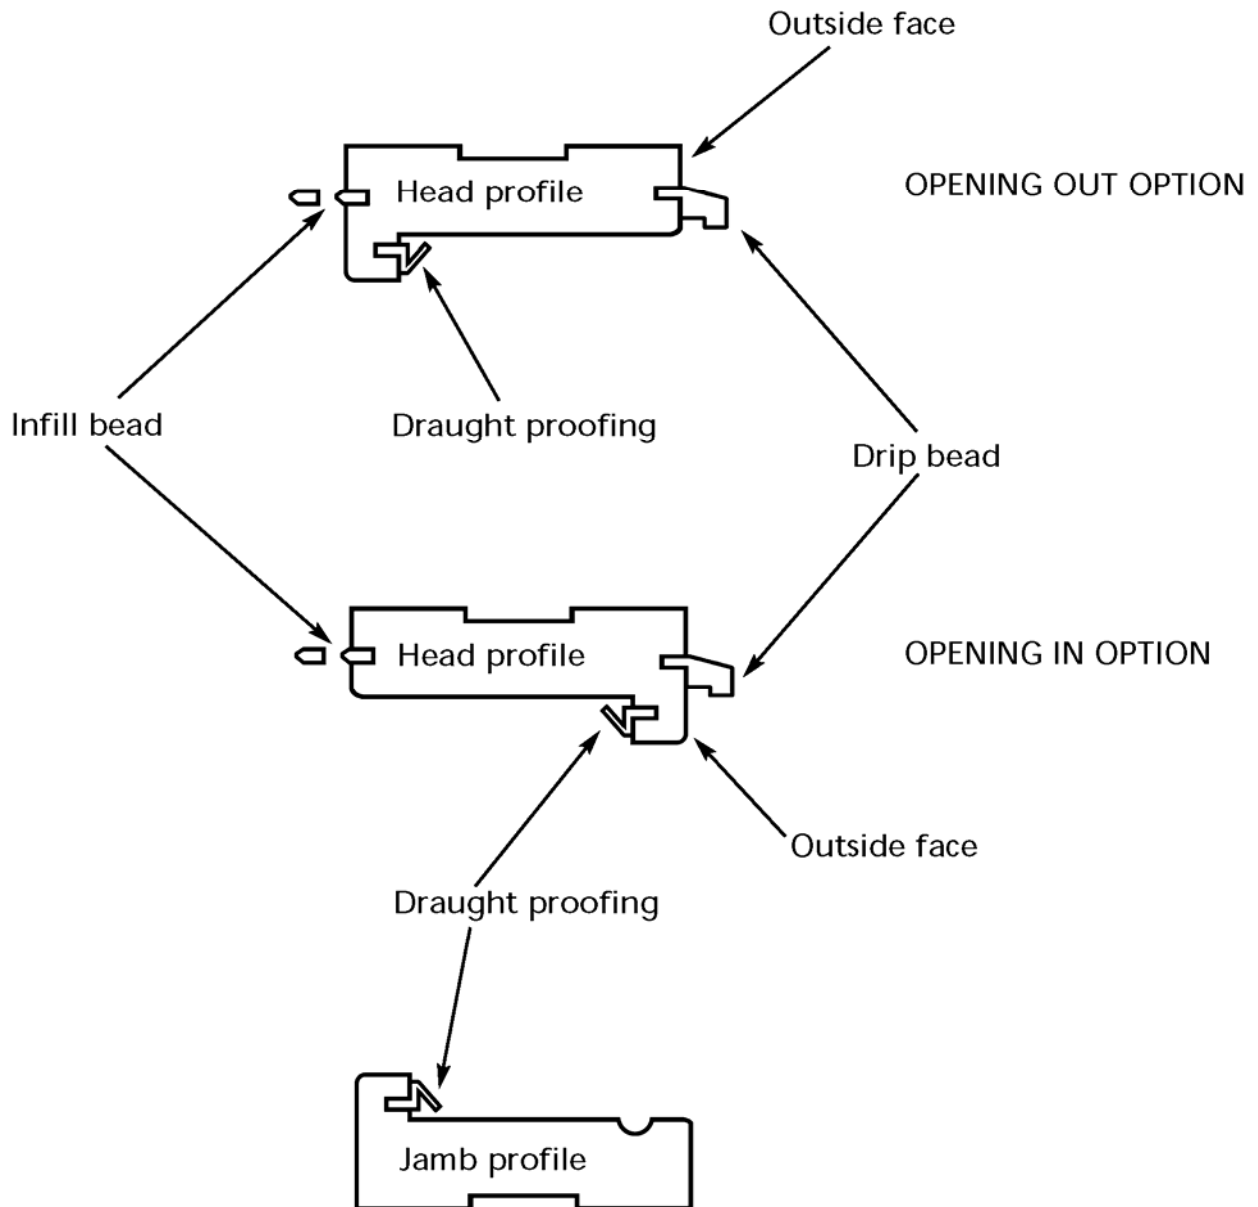 Outside face
Head profile
OPENING OUT OPTION
Infill bead
Draught proofing
Drip bead
Head profile
OPENING IN OPTION
Outside face
Draught proofing
Jamb profile